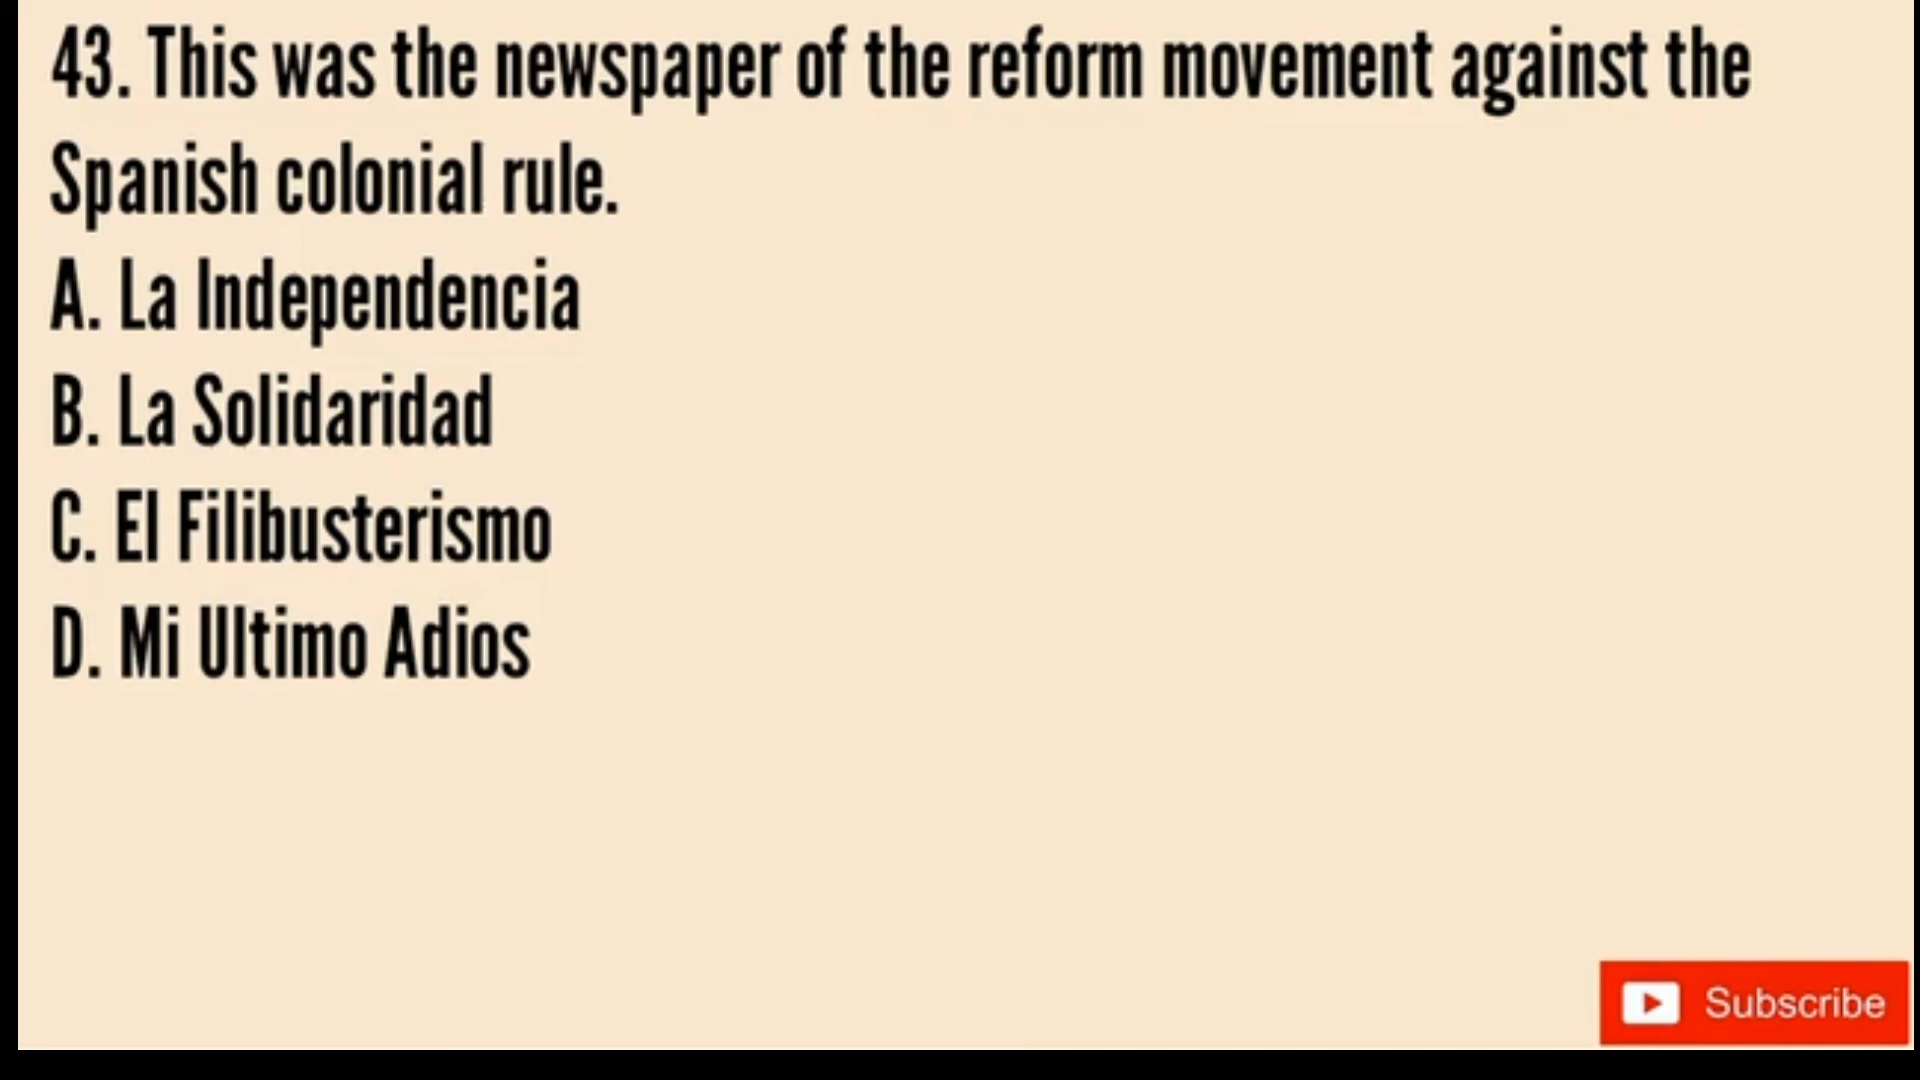 43. This was the newspaper of the reform movement against the
Spanish colonial rule.
A. La Independencia
B. La Solidaridad
C. El Filibusterismo
D. Mi Ultimo Adios
Subscribe